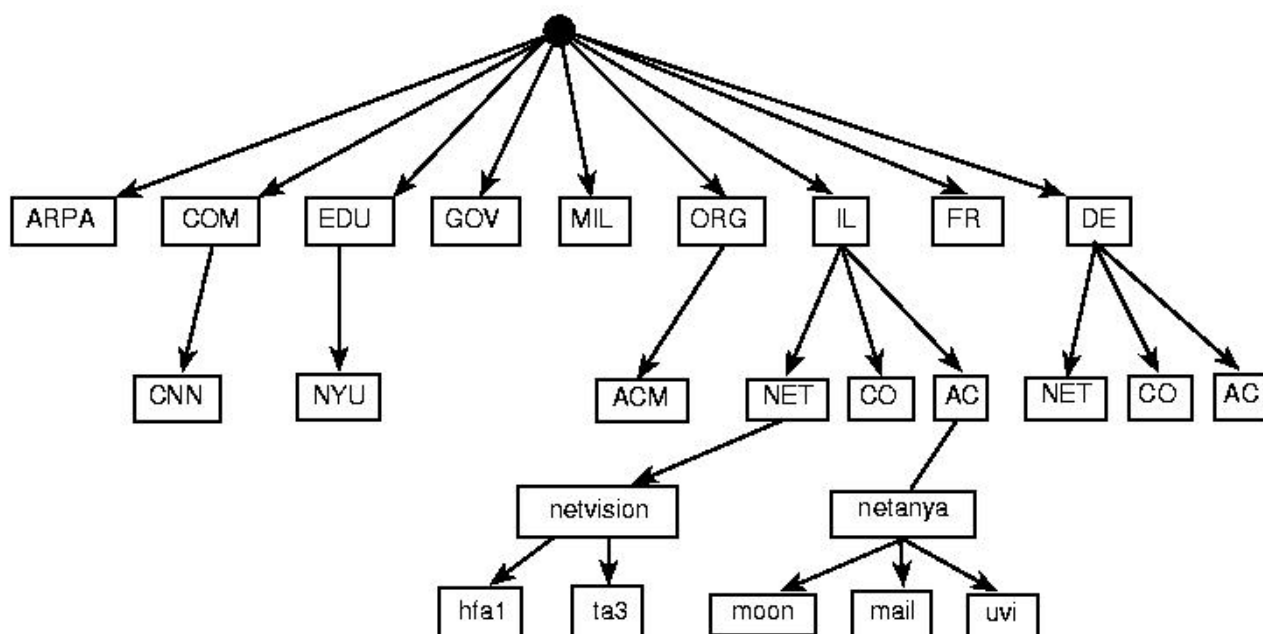 ARPA COM EDU GOV MIL ORG IL FR DE
CNN NYU ACM NET CO AC NET CO AC
netvision netanya
hfa1 ta3 moon mail uvi